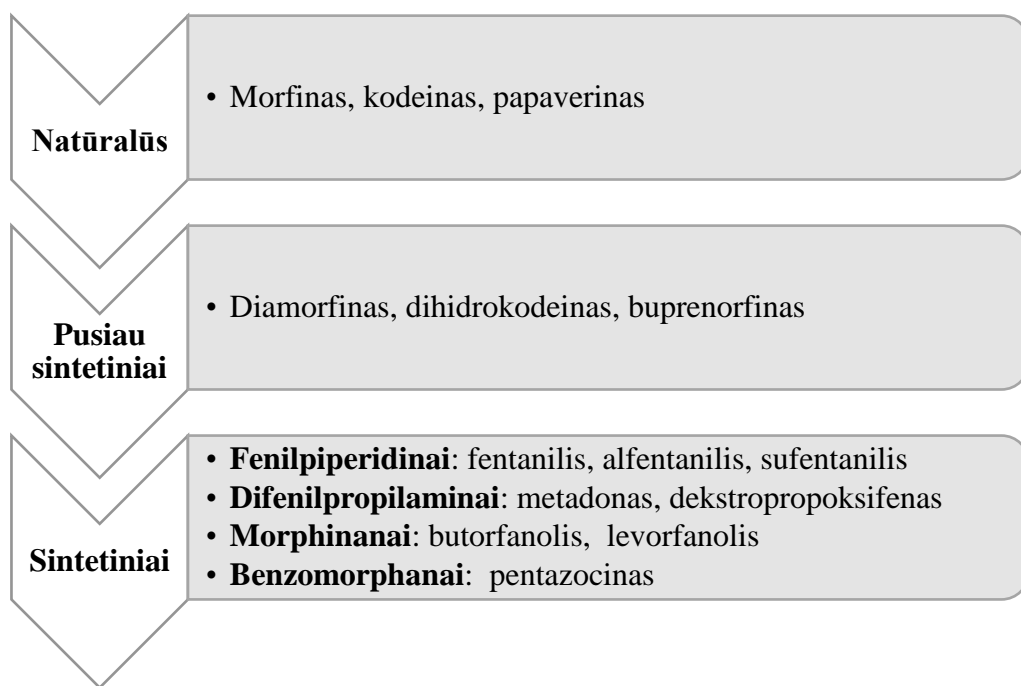 Natūralūs
• Morfinas, kodeinas, papaverinas
Pusiau
sintetiniai
• Diamorfinas, dihidrokodeinas, buprenorfinas
Sintetiniai
• Fenilpiperidinai: fentanilis, alfentanilis, sufentanilis
• Difenilpropilaminai: metadonas, dekstropropoksifenas
• Morphinanai: butorfanolis, levorfanolis
• Benzomorphanai: pentazocinas